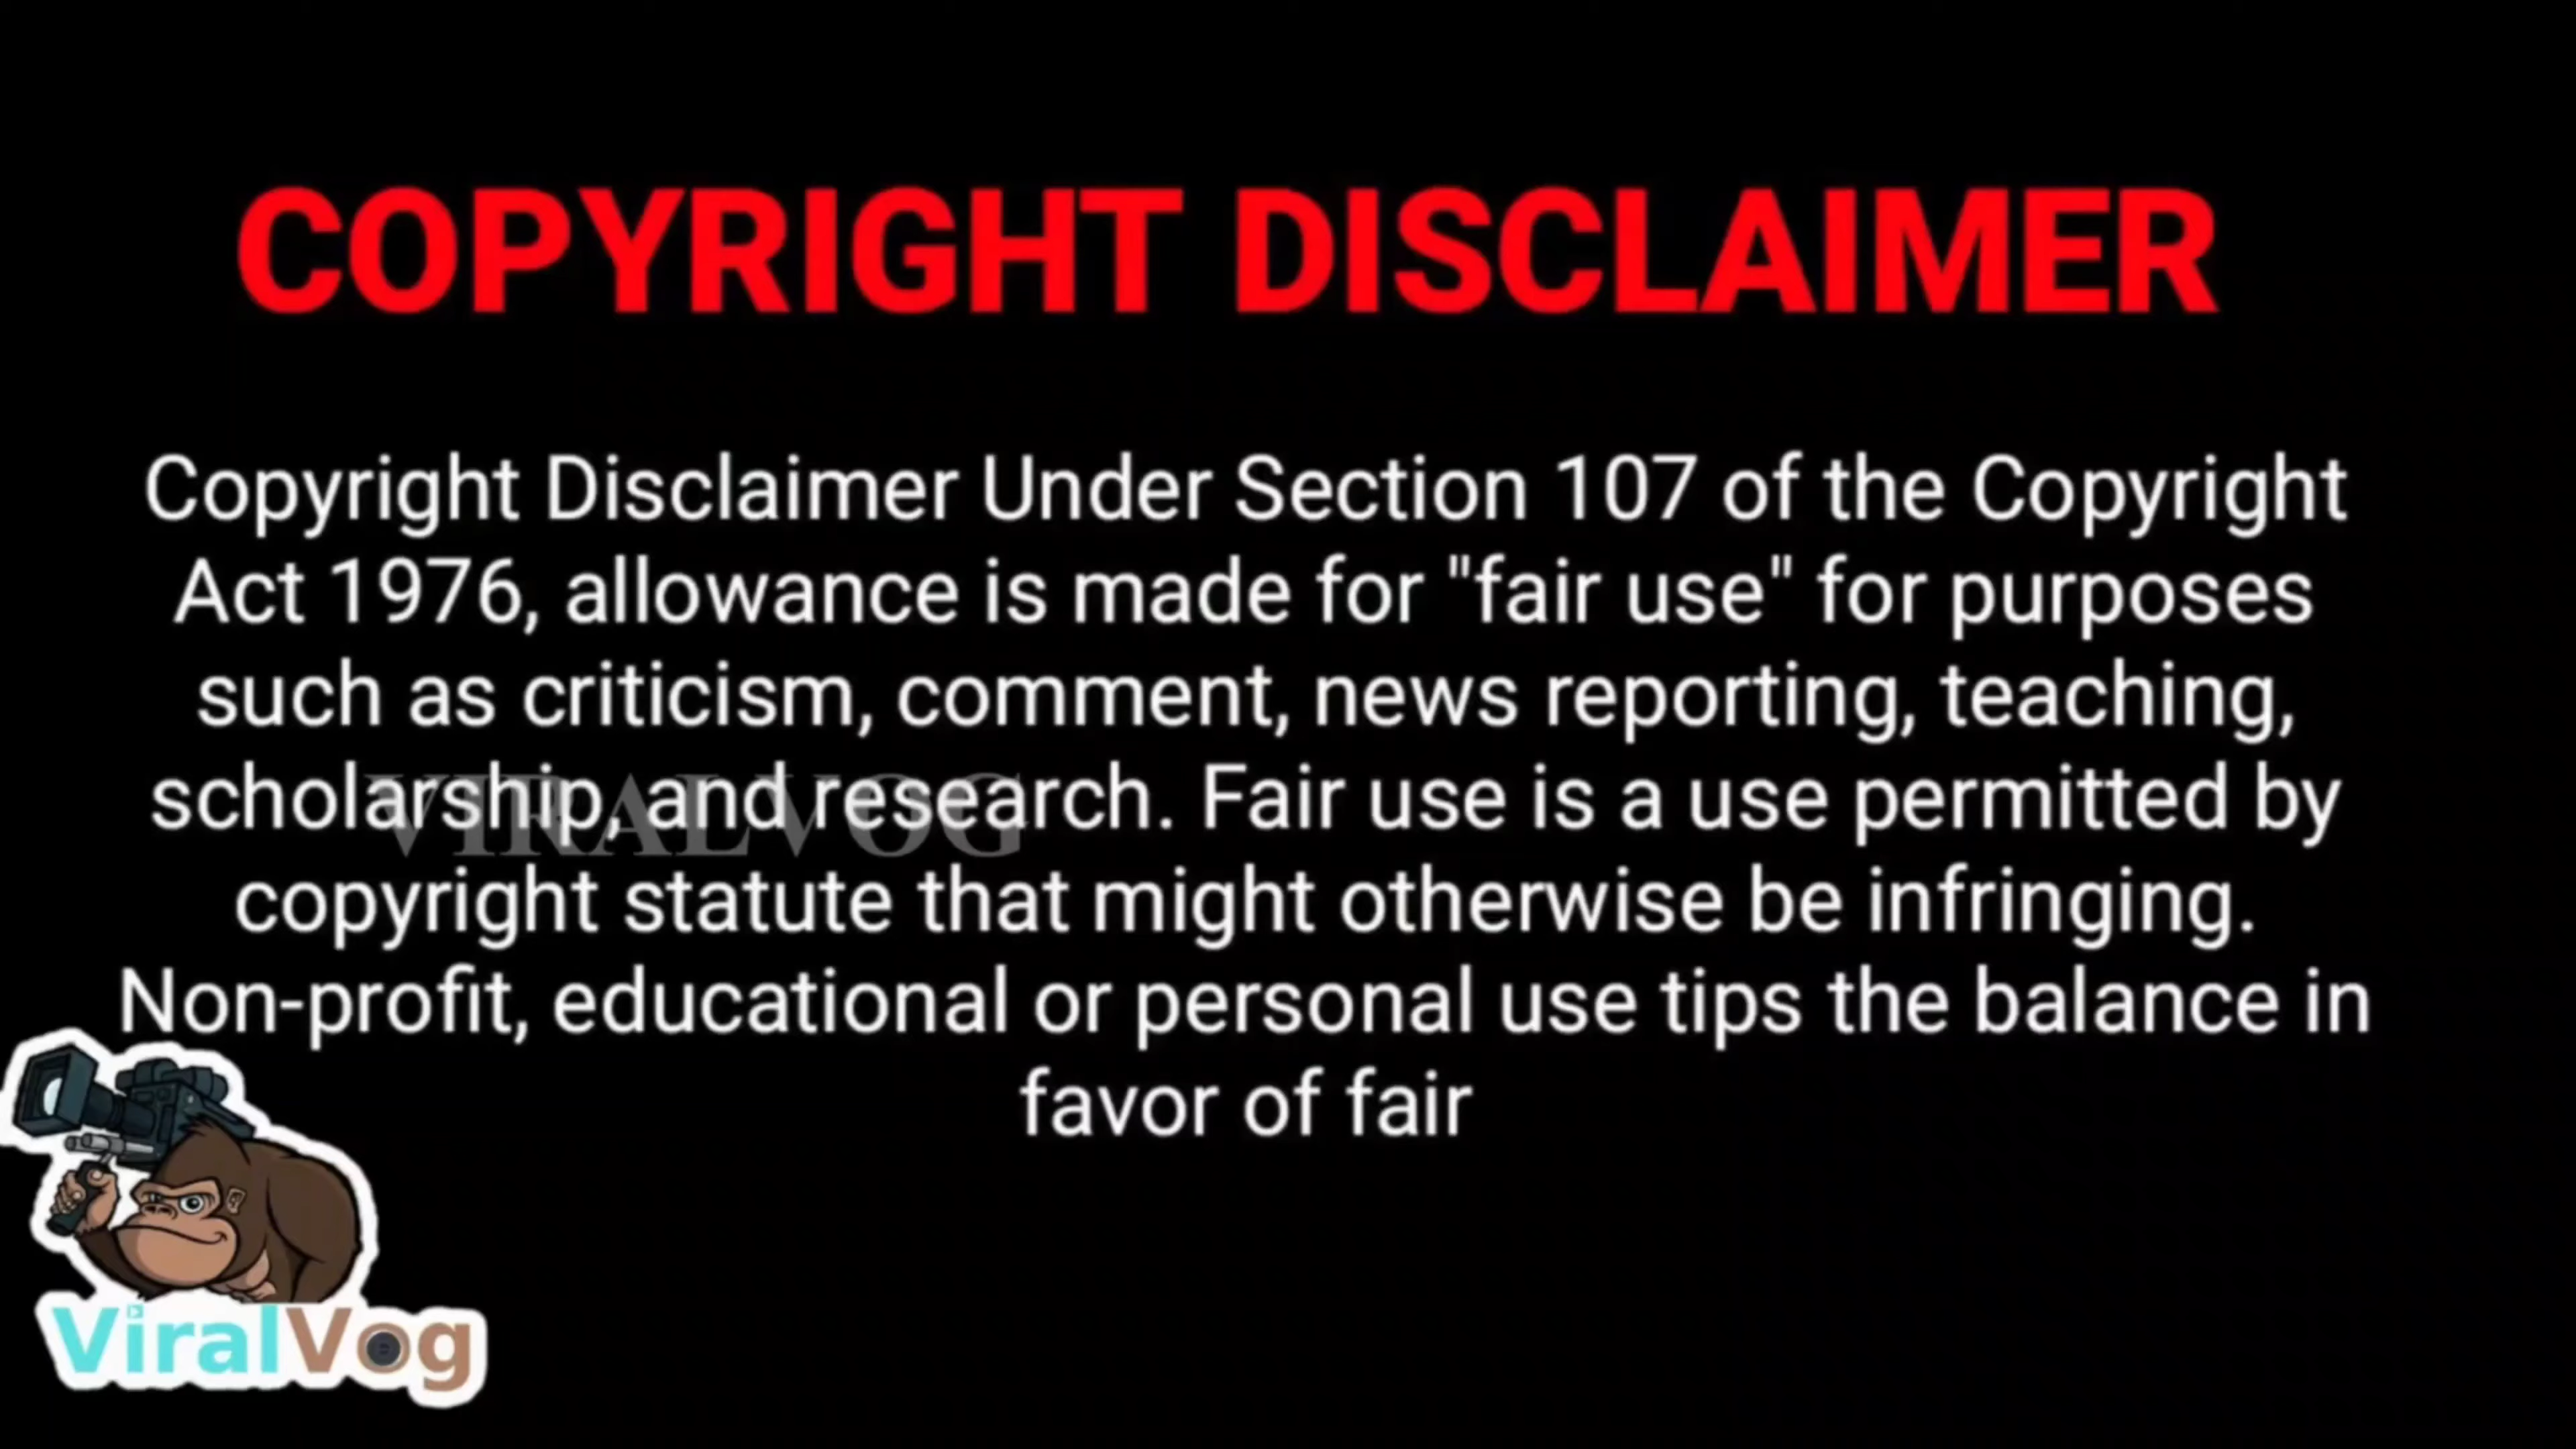 COPYRIGHT DISCLAIMER
Copyright Disclaimer Under Section 107 of the Copyright
Act 1976, allowance is made for "fair use" for purposes
such as criticism, comment, news reporting, teaching,
scholarship, and research. Fair use is a use permitted by
VIRALVOG
copyright statute that might otherwise be infringing.
Non-profit, educational or personal use tips the balance in
favor of fair
ViralVog